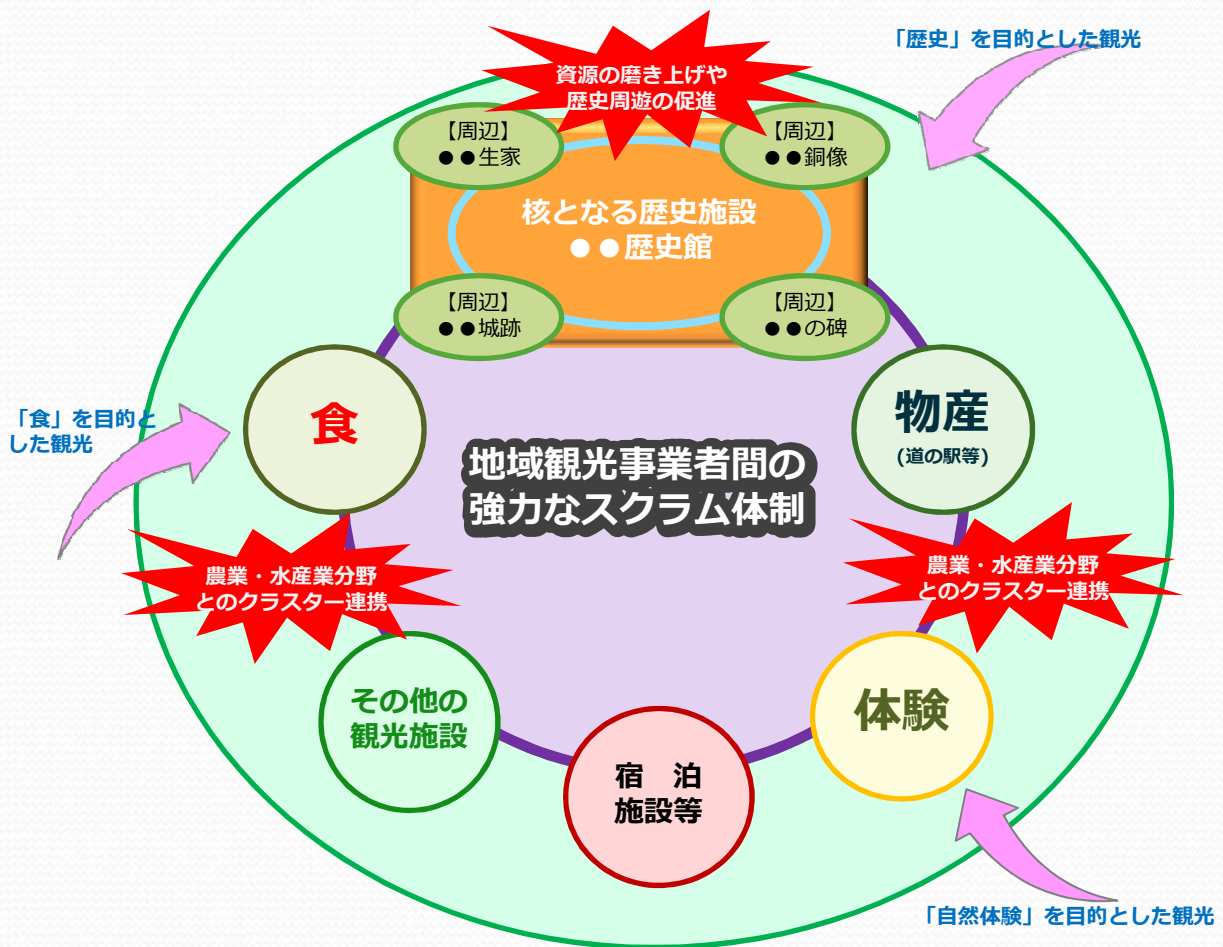 「歴史」を目的とした観光
資源の磨き上げや
歴史周遊の促進
【周辺】
●●生家
【周辺】
●●銅像
核となる歴史施設
●●歴史館
【周辺】
●●城跡
【周辺】
●●の碑
「食」を目的と
した観光
食
物産
(道の駅等)
地域観光事業者間の
強力なスクラム体制
農業・水産業分野
とのクラスター連携
農業・水産業分野
とのクラスター連携
その他の
観光施設
体験
宿　泊
施設等
「自然体験」を目的とした観光